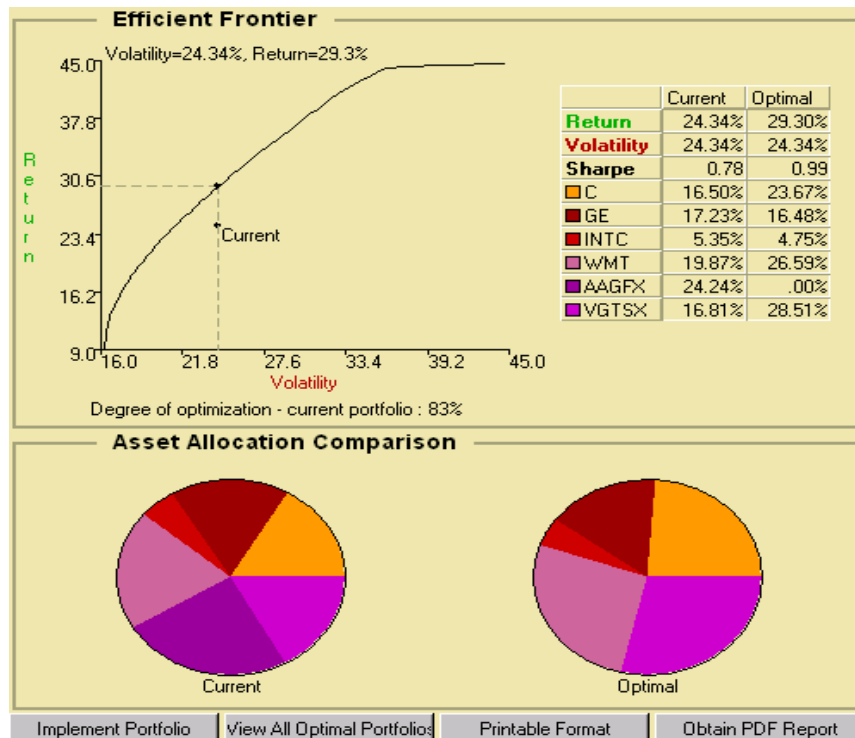 Efficient Frontier
Volatility=24.34%, Return=29.3%
45.0
37.8
30.6
23.4
16.2
9.0
Return
Current
16.0 21.8 27.6 33.4 39.2 45.0
Volatility
Degree of optimization - current portfolio : 83%
Current Optimal
Return 24.34% 29.30%
Volatility 24.34% 24.34%
Sharpe 0.78 0.99
C 16.50% 23.67%
GE 17.23% 16.48%
INTC 5.35% 4.75%
WMT 19.87% 26.59%
AAGFX 24.24% .00%
VGTSX 16.81% 28.51%
Asset Allocation Comparison
Current Optimal
Implement Portfolio View All Optimal Portfolios Printable Format Obtain PDF Report